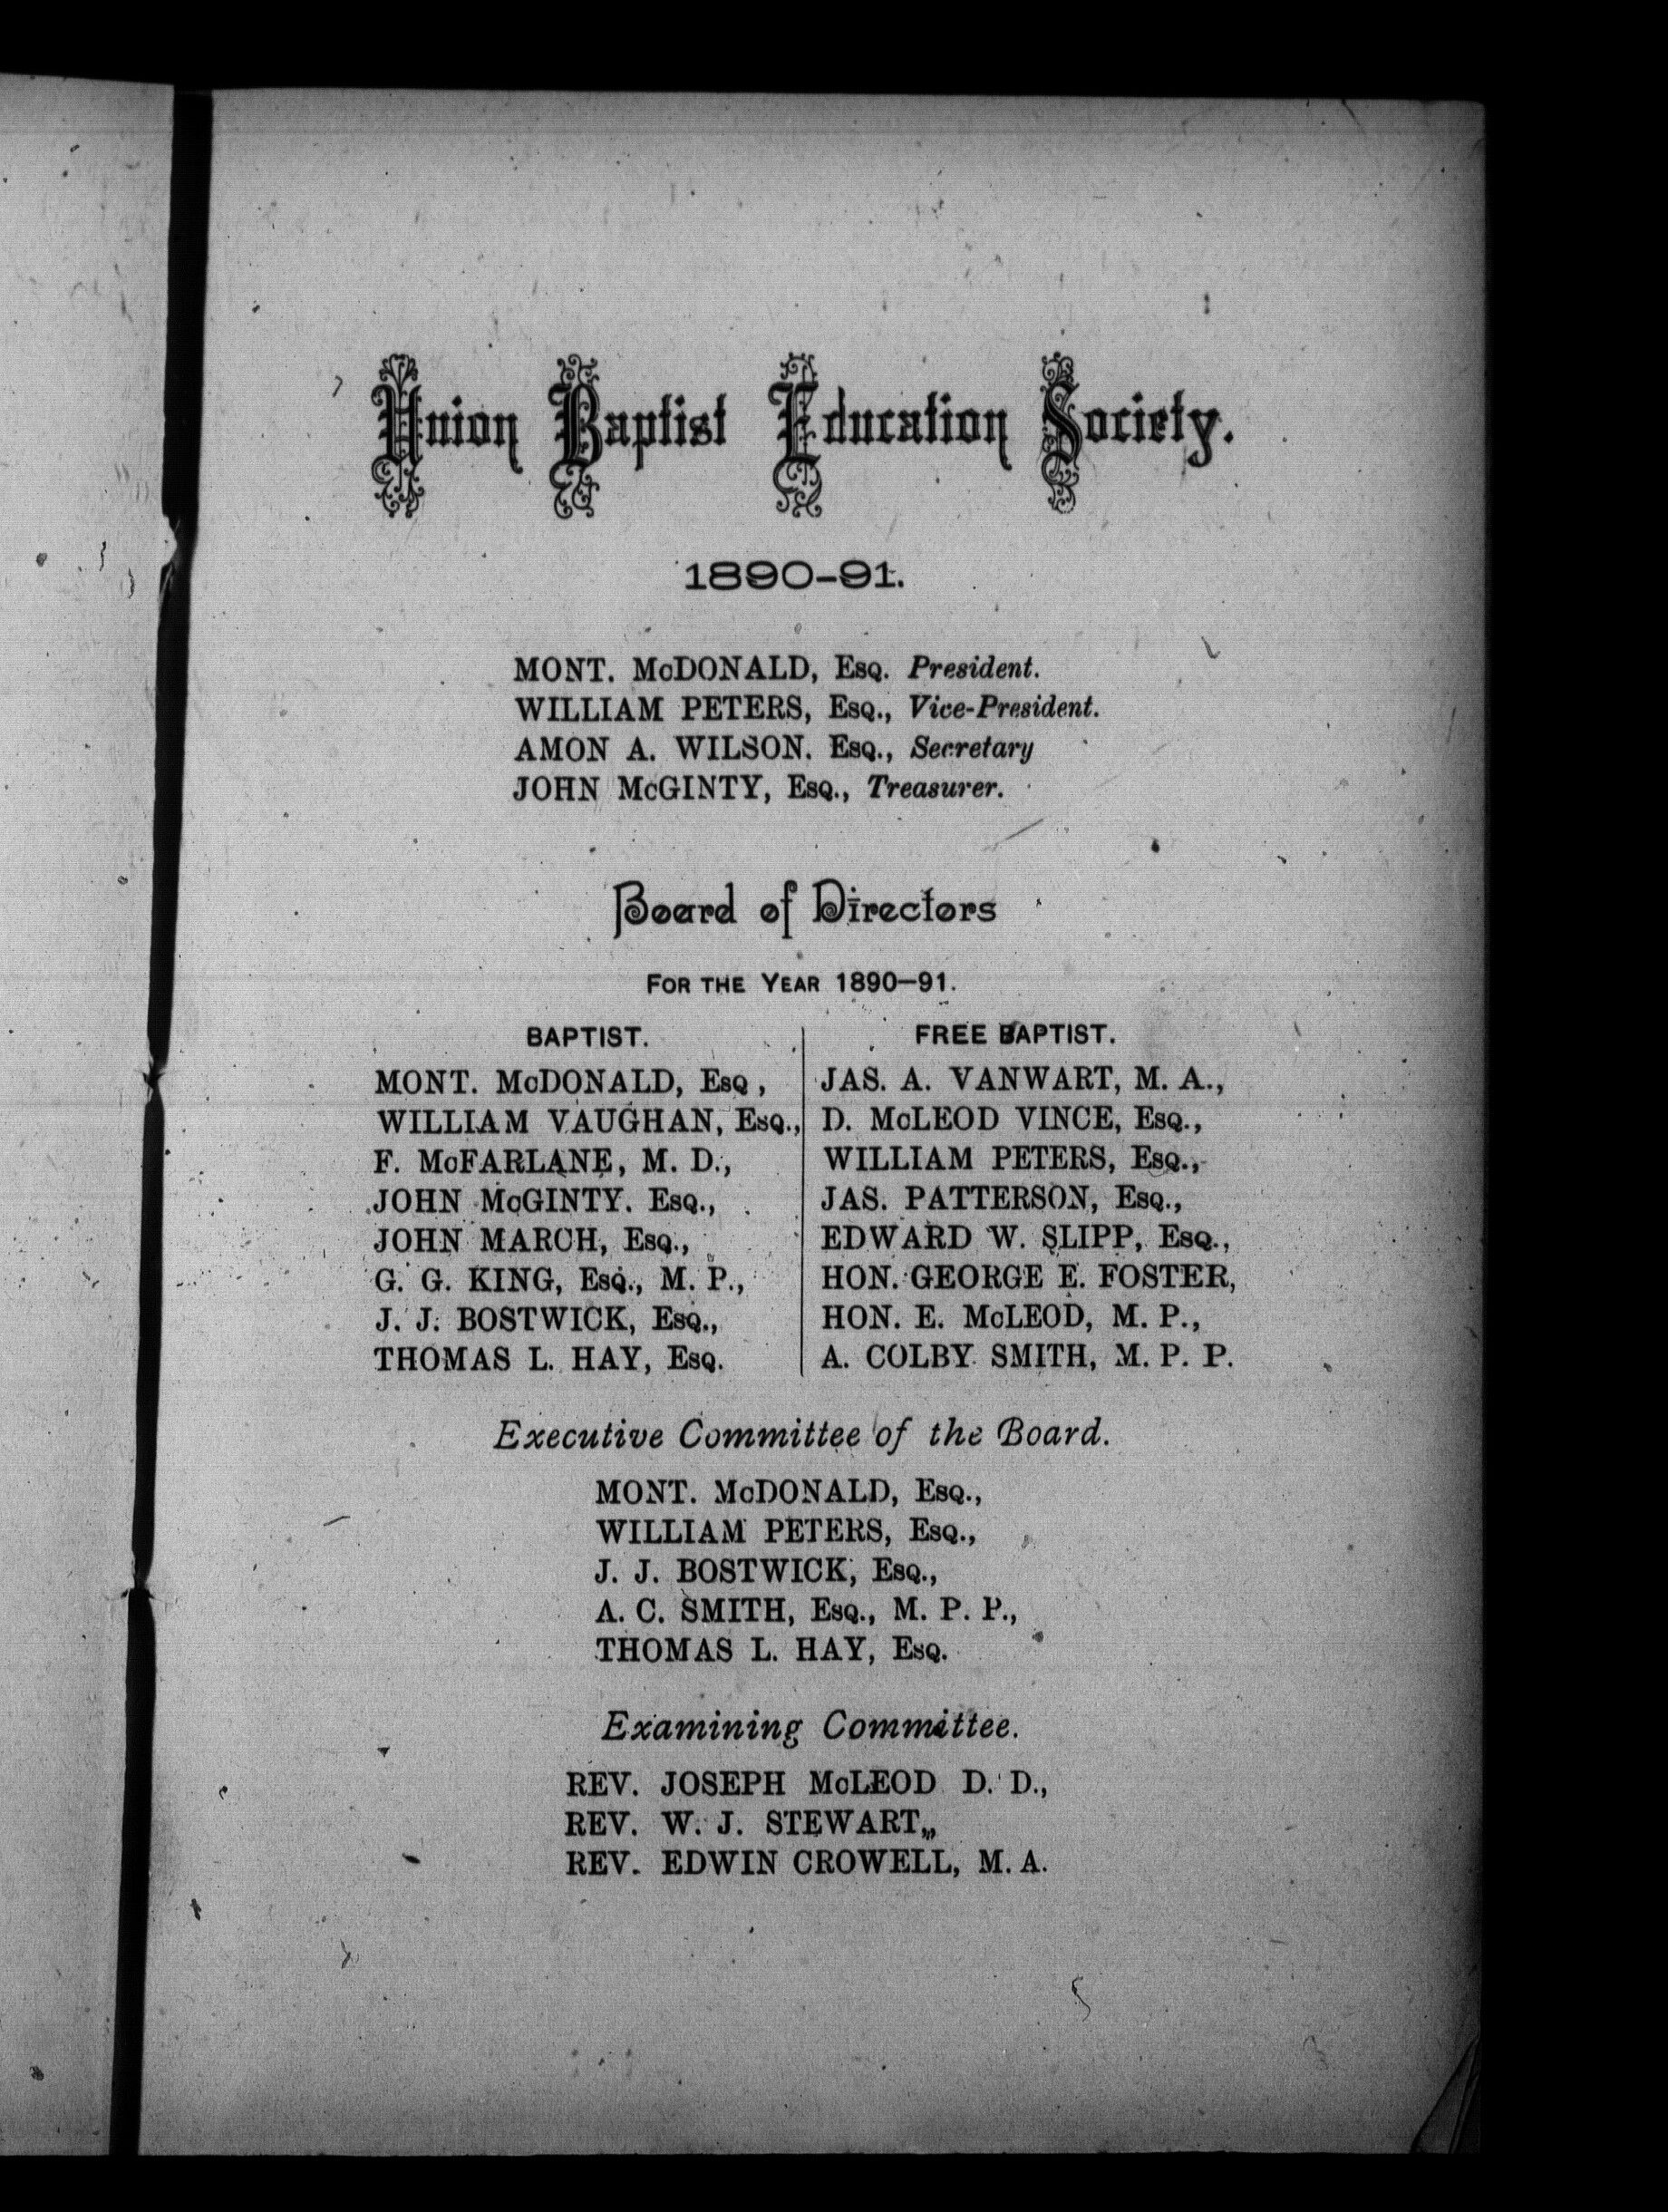 Union Baptist Education Society.
1890-91.
MONT. McDONALD, Esq. President.
WILLIAM PETERS, Esq., Vice-President.
AMON A. WILSON. Esq., Secretary
JOHN McGINTY, Esq., Treasurer.
Board of Directors
FOR THE YEAR 1890-91.
BAPTIST.
MONT. McDONALD, Esq ,
WILLIAM VAUGHAN, Esq.,
F. McFARLANE, M. D.,
JOHN McGINTY. Esq.,
JOHN MARCH, Esq.,
G. G. KING, Esq., M. P.,
J. J. BOSTWICK, Esq.,
THOMAS L. HAY, Esq.
FREE BAPTIST.
JAS. A. VANWART, M. A.,
D. McLEOD VINCE, Esq.,
WILLIAM PETERS, Esq.,
JAS. PATTERSON, Esq.,
EDWARD W. SLIPP, Esq.,
HON. GEORGE E. FOSTER,
HON. E. McLEOD, M. P.,
A. COLBY SMITH, M. P. P.
Executive Committee of the Board.
MONT. McDONALD, Esq.,
WILLIAM PETERS, Esq.,
J. J. BOSTWICK, Esq.,
A. C. SMITH, Esq., M. P. P.,
THOMAS L. HAY, Esq.
Examining Committee.
REV. JOSEPH McLEOD D. D.,
REV. W. J. STEWART,,,
REV. EDWIN CROWELL, M. A.